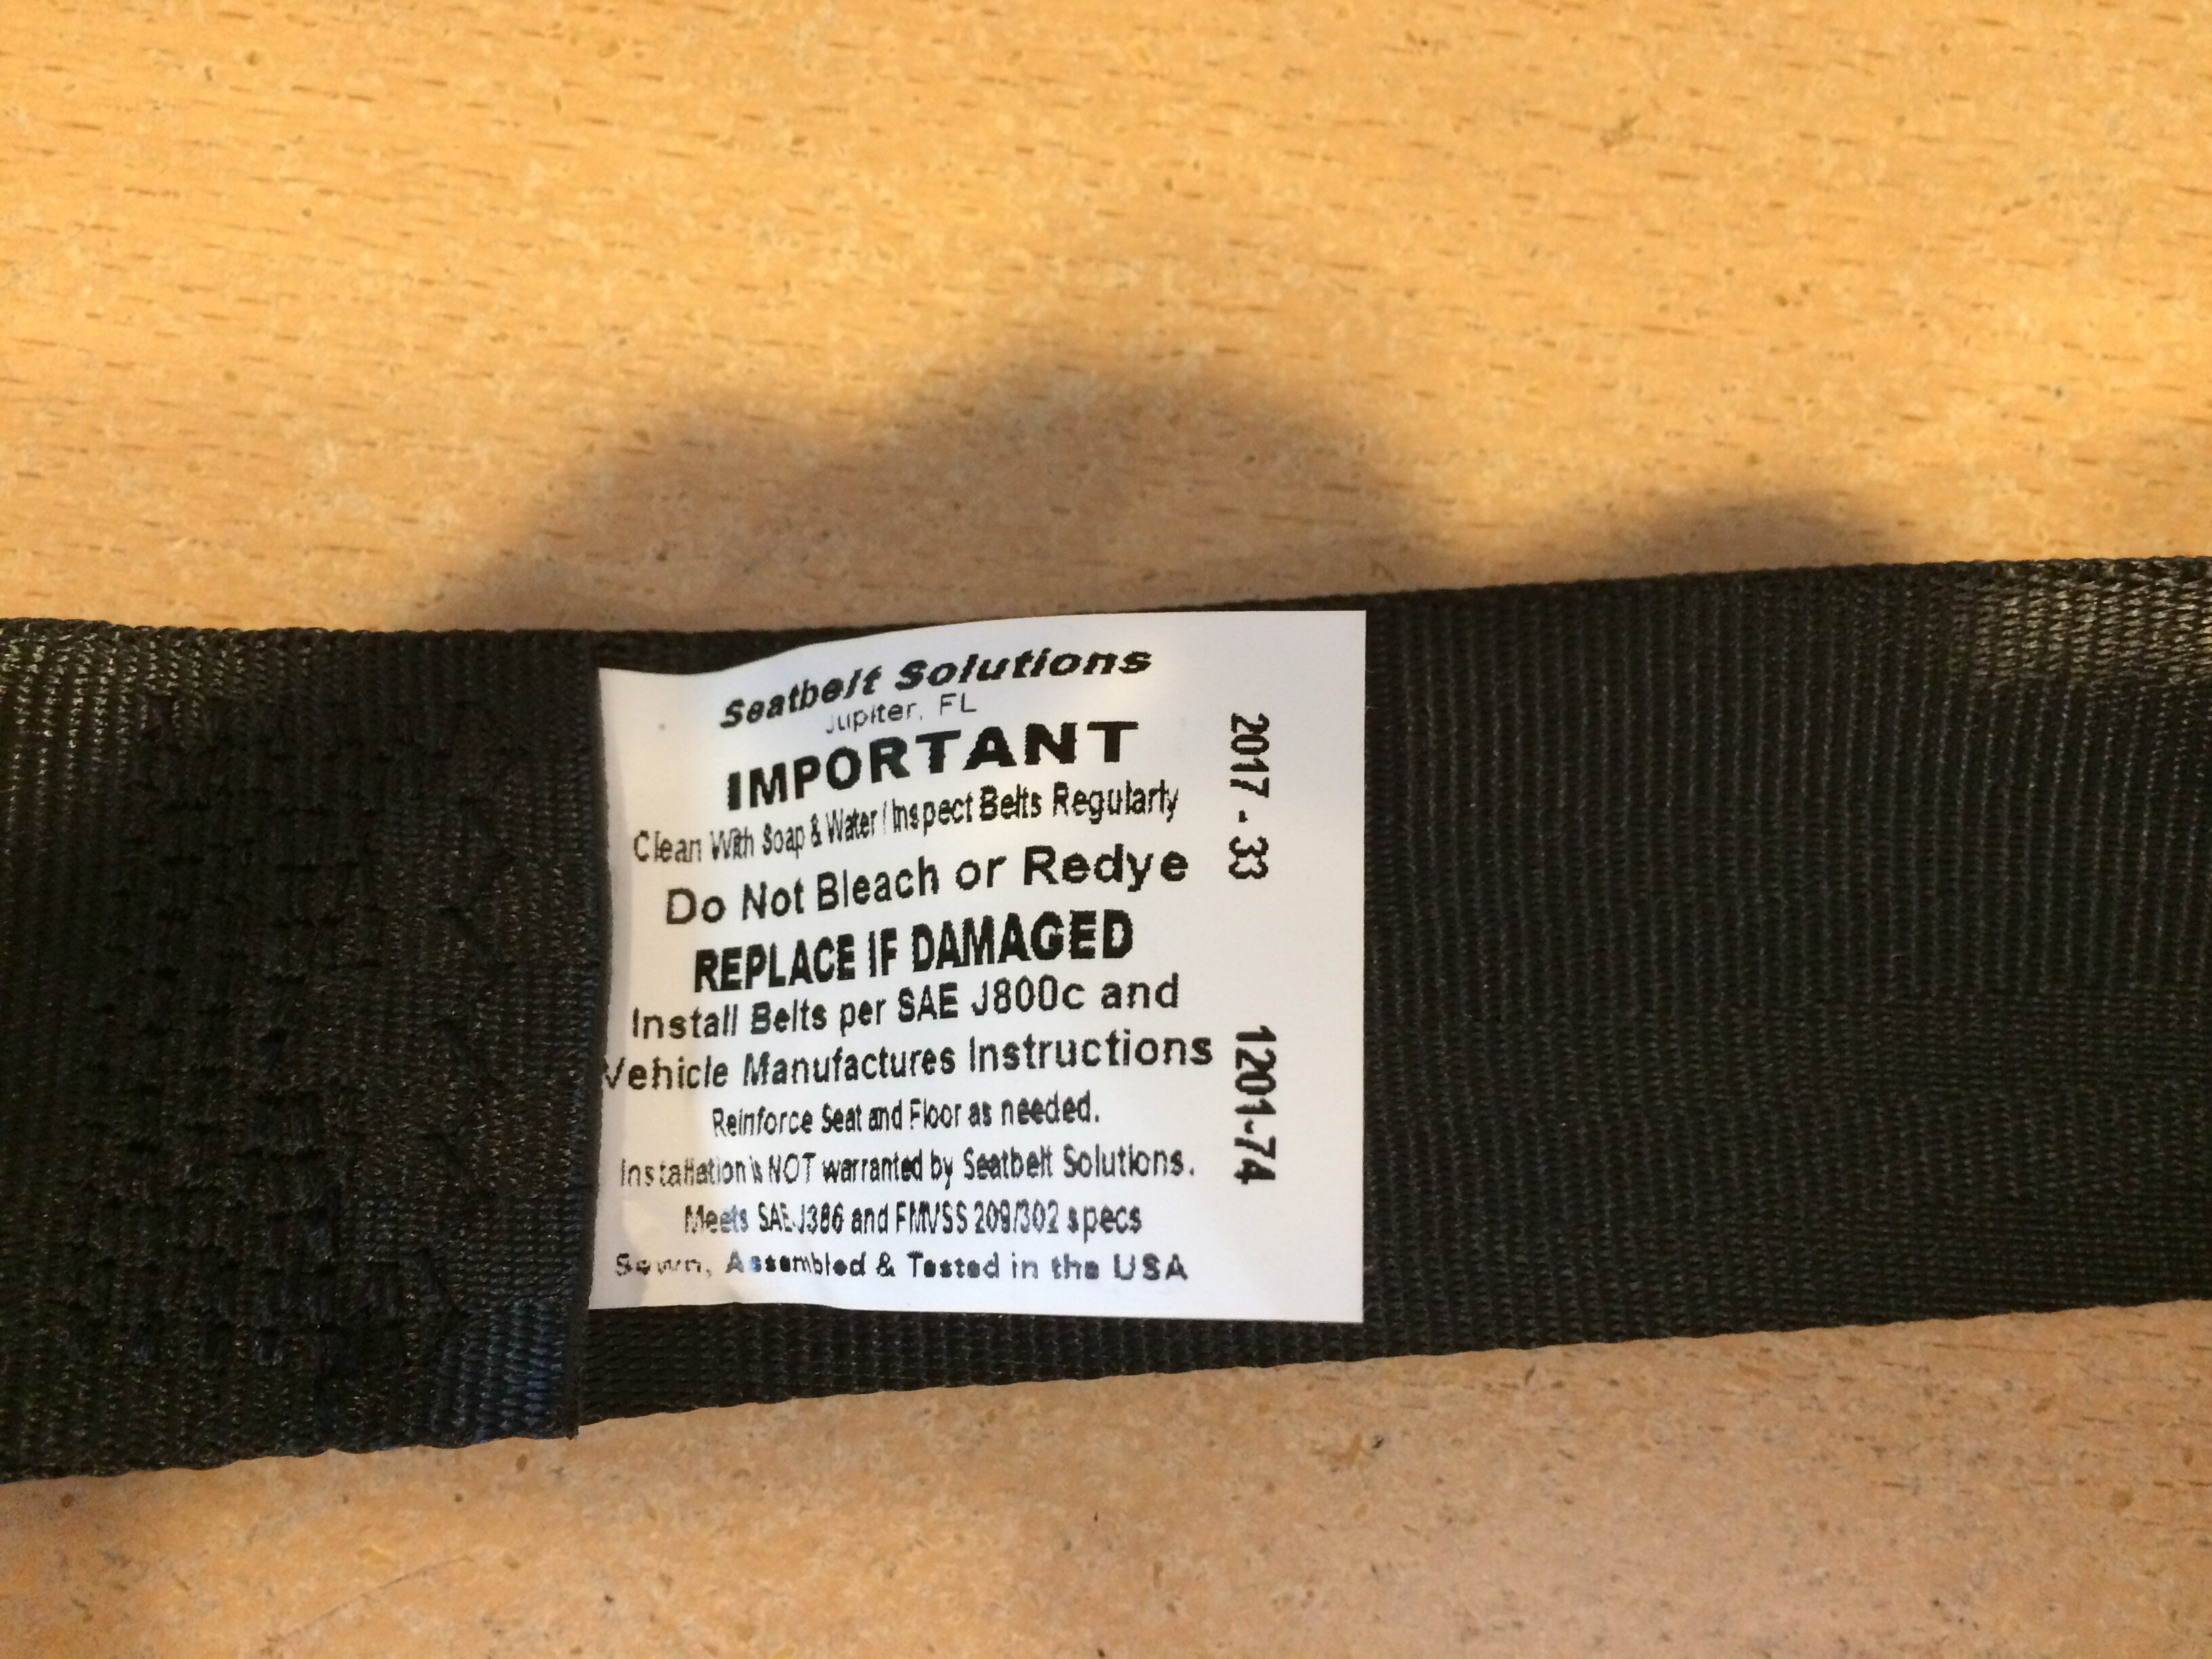 Seatbelt Solutions
Jupiter, FL
IMPORTANT
Clean With Soap & Water / Inspect Belts Regularly
Do Not Bleach or Redye
REPLACE IF DAMAGED
Install Belts per SAE J800c and
Vehicle Manufactures Instructions
Reinforce Seat and Floor as needed.
Installation is NOT warranted by Seatbelt Solutions.
Meets SAE J386 and FMVSS 209/302 specs
Sewn, Assembled & Tested in the USA
2017 - 33
1201-74